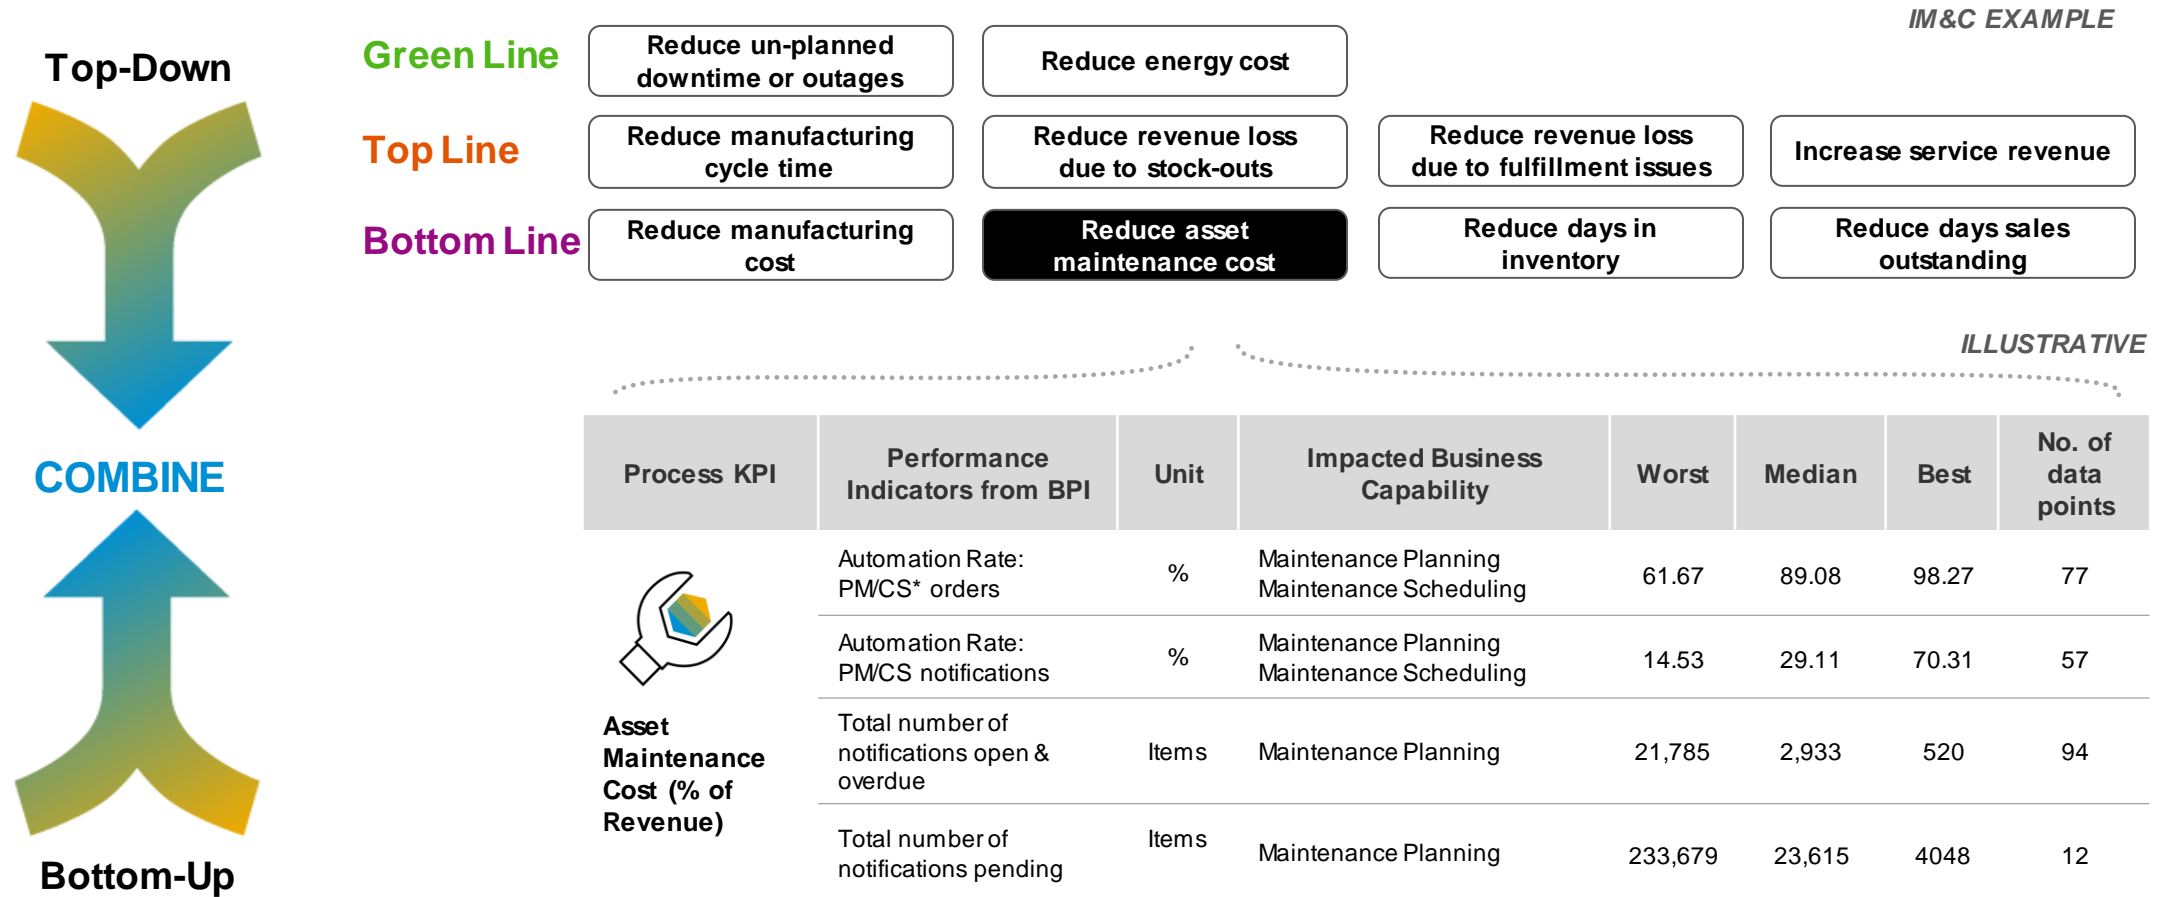 IM&C EXAMPLE
Top-Down
Green Line
Reduce un-planned
downtime or outages
Reduce energy cost
Top Line
Reduce manufacturing
cycle time
Reduce revenue loss
due to stock-outs
Reduce revenue loss
due to fulfillment issues
Increase service revenue
Bottom Line
Reduce manufacturing
cost
Reduce asset
maintenance cost
Reduce days in
inventory
Reduce days sales
outstanding
ILLUSTRATIVE
COMBINE
Bottom-Up
Process KPI
Performance
Indicators from BPI
Unit
Impacted Business
Capability
Worst
Median
Best
No. of
data
points
Asset
Maintenance
Cost (% of
Revenue)
Automation Rate:
PM/CS* orders
%
Maintenance Planning
Maintenance Scheduling
61.67
89.08
98.27
77
Automation Rate:
PM/CS notifications
%
Maintenance Planning
Maintenance Scheduling
14.53
29.11
70.31
57
Total number of
notifications open &
overdue
Items
Maintenance Planning
21,785
2,933
520
94
Total number of
notifications pending
Items
Maintenance Planning
233,679
23,615
4048
12